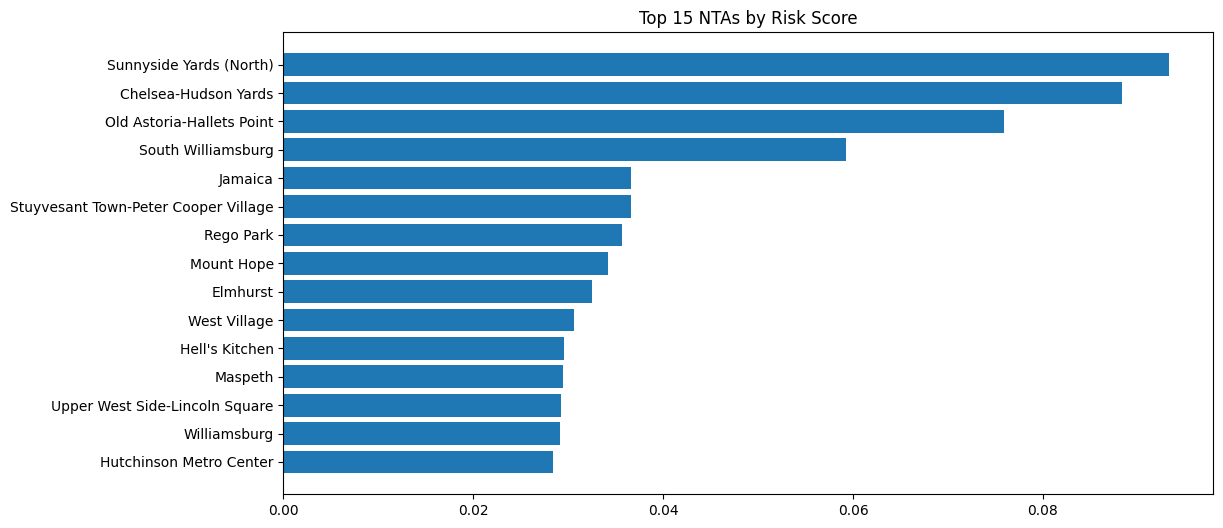 Top 15 NTAs by Risk Score
Sunnyside Yards (North)
Chelsea-Hudson Yards
Old Astoria-Hallets Point
South Williamsburg
Jamaica
Stuyvesant Town-Peter Cooper Village
Rego Park
Mount Hope
Elmhurst
West Village
Hell's Kitchen
Maspeth
Upper West Side-Lincoln Square
Williamsburg
Hutchinson Metro Center
0.00 0.02 0.04 0.06 0.08